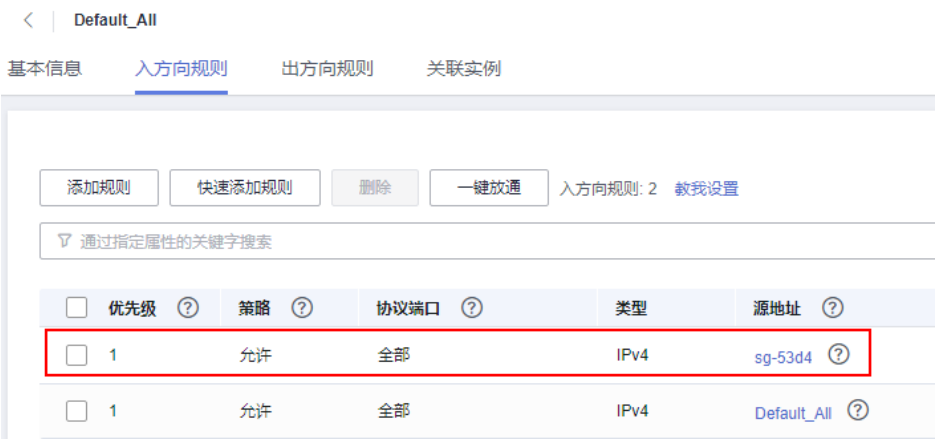 Default_All
基本信息 入方向规则 出方向规则 关联实例
添加规则 快速添加规则 删除 一键放通 入方向规则: 2 教我设置
通过指定属性的关键字搜索
优先级 ? 策略 ? 协议端口 ? 类型 源地址 ?
1 允许 全部 IPv4 sg-53d4 ?
1 允许 全部 IPv4 Default_All ?